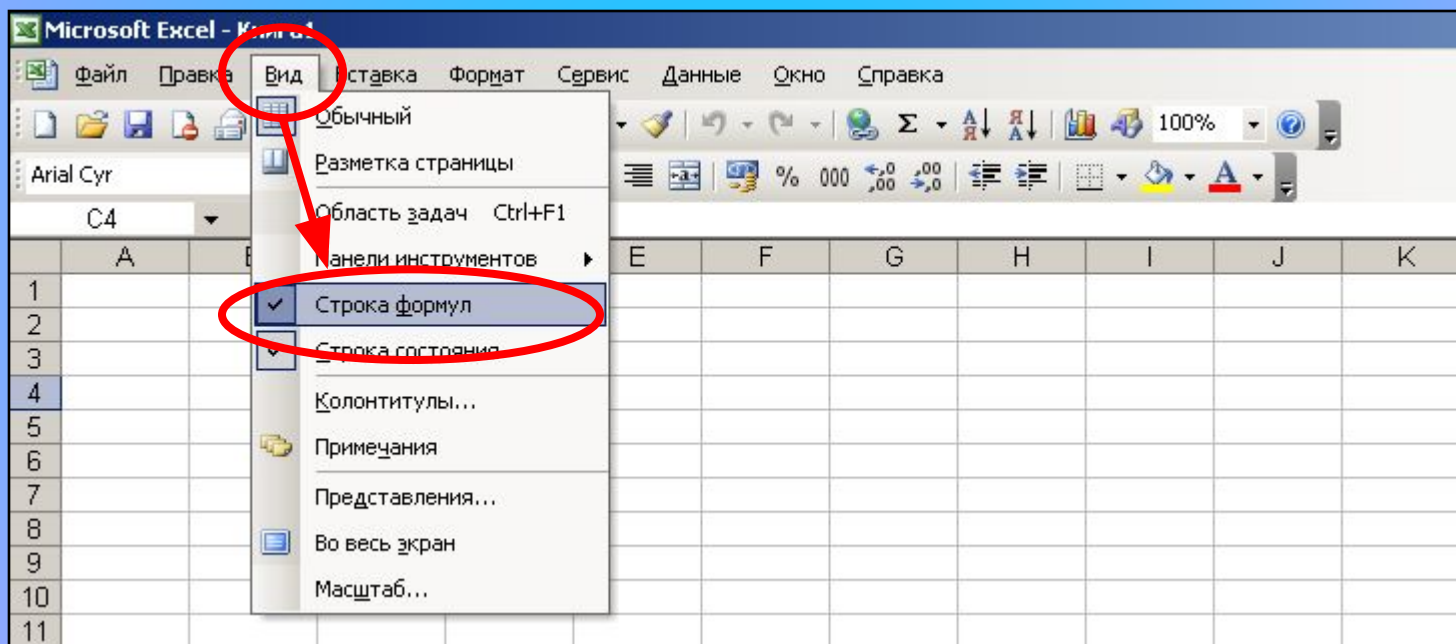 Microsoft Excel - Книга1
Файл Правка Вид Вставка Формат Сервис Данные Окно Справка
100%
Arial Cyr % 000 ,00 ,00
C4
A E F G H I J K
Обычный
Разметка страницы
Область задач Ctrl+F1
Панели инструментов
Строка формул
Строка состояния
Колонтитулы...
Примечания
Представления...
Во весь экран
Масштаб...
1
2
3
4
5
6
7
8
9
10
11